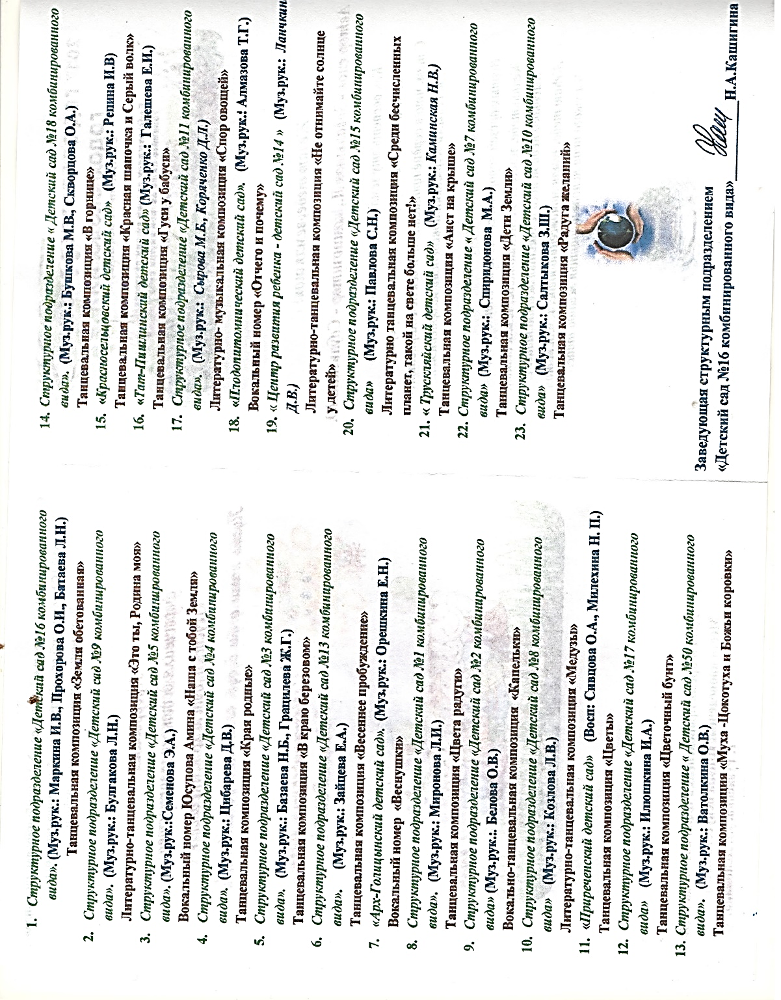 1. Структурное подразделение «Детский сад №16 комбинированного
вида». (Муз.рук.: Маркина И.В., Прохорова О.И., Батаева Л.Н.)
Танцевальная композиция «Земля обетованная»
2. Структурное подразделение «Детский сад №9 комбинированного
вида». (Муз.рук.: Булгакова Л.Н.)
Литературно-танцевальная композиция «Это ты, Родина моя»
3. Структурное подразделение «Детский сад №5 комбинированного
вида». (Муз.рук.:Семенова Э.А.)
Вокальный номер Юсупова Амина «Наша с тобой Земля»
4. Структурное подразделение «Детский сад №4 комбинированного
вида». (Муз.рук.: Цибарева Д.В,)
Танцевальная композиция «Края родные»
5. Структурное подразделение «Детский сад №3 комбинированного
вида». (Муз.рук.: Базаева Н.Б., Грацилева Ж.Г.)
Танцевальная композиция «В краю березовом»
6. Структурное подразделение «Детский сад №13 комбинированного
вида». (Муз.рук.: Зайцева Е.А.)
Танцевальная композиция «Весеннее пробуждение»
7. «Арх-Голицынский детский сад». (Муз.рук.: Орешкина Е.Н.)
Вокальный номер «Веснушки»
8. Структурное подразделение «Детский сад №1 комбинированного
вида». (Муз.рук.: Миронова Л.И.)
Танцевальная композиция «Цвета радуги»
9. Структурное подразделение «Детский сад №2 комбинированного
вида» (Муз.рук.:. Белова О.В.)
Вокально-танцевальная композиция «Капельки»
10. Структурное подразделение «Детский сад №8 комбинированного
вида» (Муз.рук.: Козлова Л.В.)
Литературно-танцевальная композиция «Медузы»
11. «Приреченский детский сад» (Восп: Сивцова О.А., Милехина Н. П.)
Танцевальная композиция «Цветы»
12. Структурное подразделение «Детский сад №17 комбинированного
вида» (Муз.рук.: Илюшкина И.А.)
Танцевальная композиция «Цветочный бунт»
13. Структурное подразделение « Детский сад №50 комбинированного
вида». (Муз.рук.: Ватолкина О.В,)
Танцевальная композиция «Муха -Цокотуха и Божьи коровки»
14. Структурное подразделение « Детский сад №18 комбинированного
вида». (Муз.рук.: Бушкова М.В., Скворцова О.А.)
Танцевальная композиция «В горнице»
15. «Красносельцовский детский сад» (Муз.рук.: Репина И.В)
Танцевальная композиция «Красная шапочка и Серый волк»
16. «Тат-Пишлинский детский сад» (Муз.рук.: Галешева Е.И.)
Танцевальная композиция «Гуси у бабуси»
17. Структурное подразделение «Детский сад №11 комбинированного
вида». (Муз.рук.: Сырова М.Б., Коряченко Д.Л.)
Литературно- музыкальная композиция «Спор овощей»
18. «Плодопитомнический детский сад». (Муз.рук.: Алмазова Т.Г.)
Вокальный номер «Отчего и почему»
19. « Центр развития ребенка - детский сад №14 » (Муз.рук.: Ланчкина
Д.В.)
Литературно-танцевальная композиция «Не отнимайте солнце
у детей»
20. Структурное подразделение «Детский сад №15 комбинированного
вида» (Муз.рук.: Павлова С.Н.)
Литературно танцевальная композиция «Среди бесчисленных
планет, такой на свете больше нет!»
21. « Трускляйский детский сад» (Муз.рук.: Каминская Н.В.)
Танцевальная композиция «Аист на крыше»
22. Структурное подразделение « Детский сад №7 комбинированного
вида» (Муз.рук.: Спиридонова М.А.)
Танцевальная композиция «Дети Земли»
23. Структурное подразделение «Детский сад №10 комбинированного
вида» (Муз.рук.: Салтыкова З.Ш.)
Танцевальная композиция «Радуга желаний»
Заведующая структурным подразделением
«Детский сад №16 комбинированного вида» Н.А.Кашигина